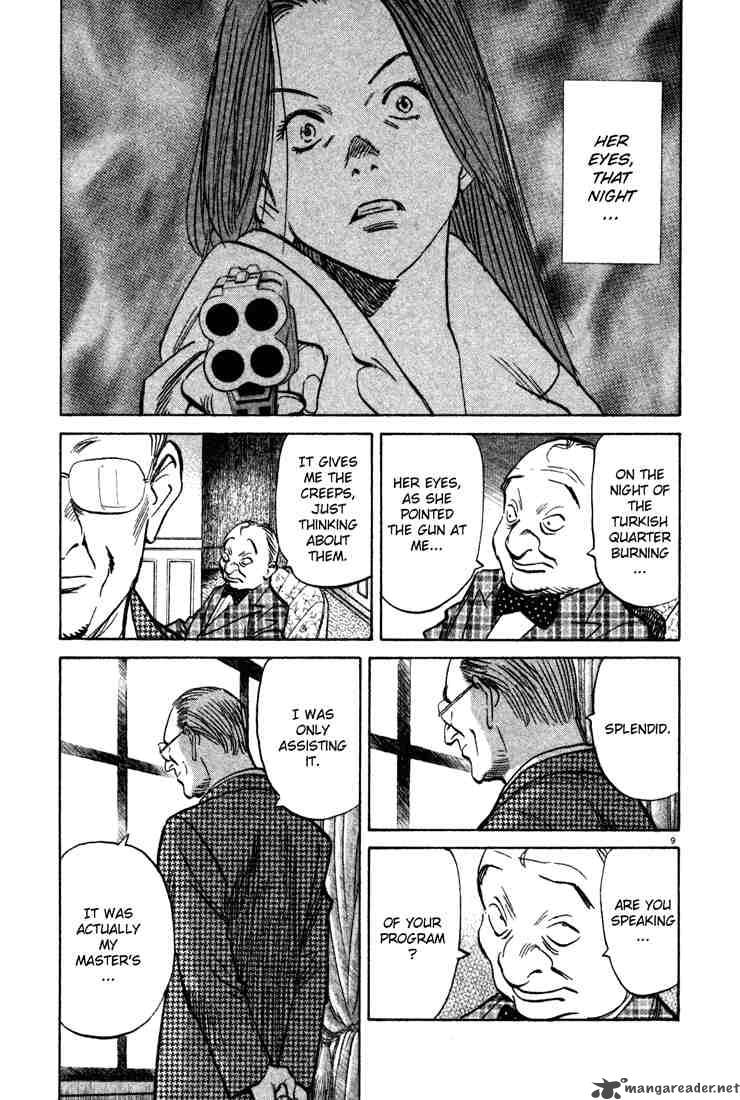 HER
EYES,
THAT
NIGHT
...
ON THE
NIGHT OF
THE
TURKISH
QUARTER
BURNING
...
HER EYES,
AS SHE
POINTED
THE GUN AT
ME...
IT GIVES
ME THE
CREEPS,
JUST
THINKING
ABOUT
THEM.
SPLENDID.
9
ARE YOU
SPEAKING
...
OF YOUR
PROGRAM
?
I WAS
ONLY
ASSISTING
IT.
IT WAS
ACTUALLY
MY
MASTER'S
...
mangareader.net